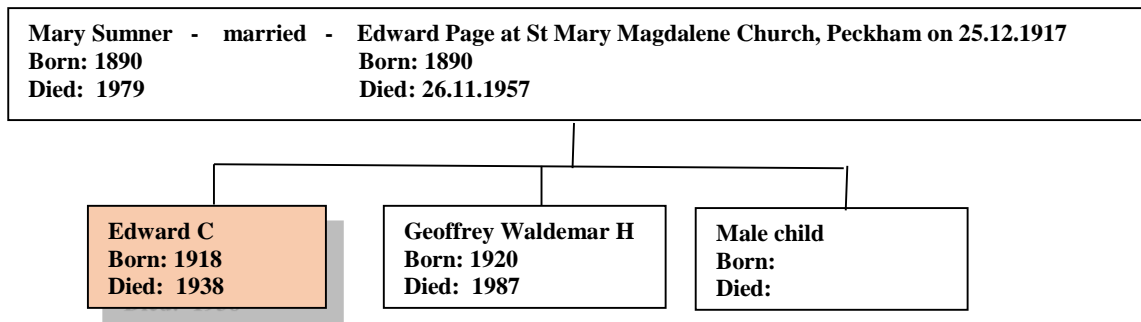 Mary Sumner - married - Edward Page at St Mary Magdalene Church, Peckham on 25.12.1917
Born: 1890 Born: 1890
Died: 1979 Died: 26.11.1957
Edward C
Born: 1918
Died: 1938
Geoffrey Waldemar H
Born: 1920
Died: 1987
Male child
Born:
Died: